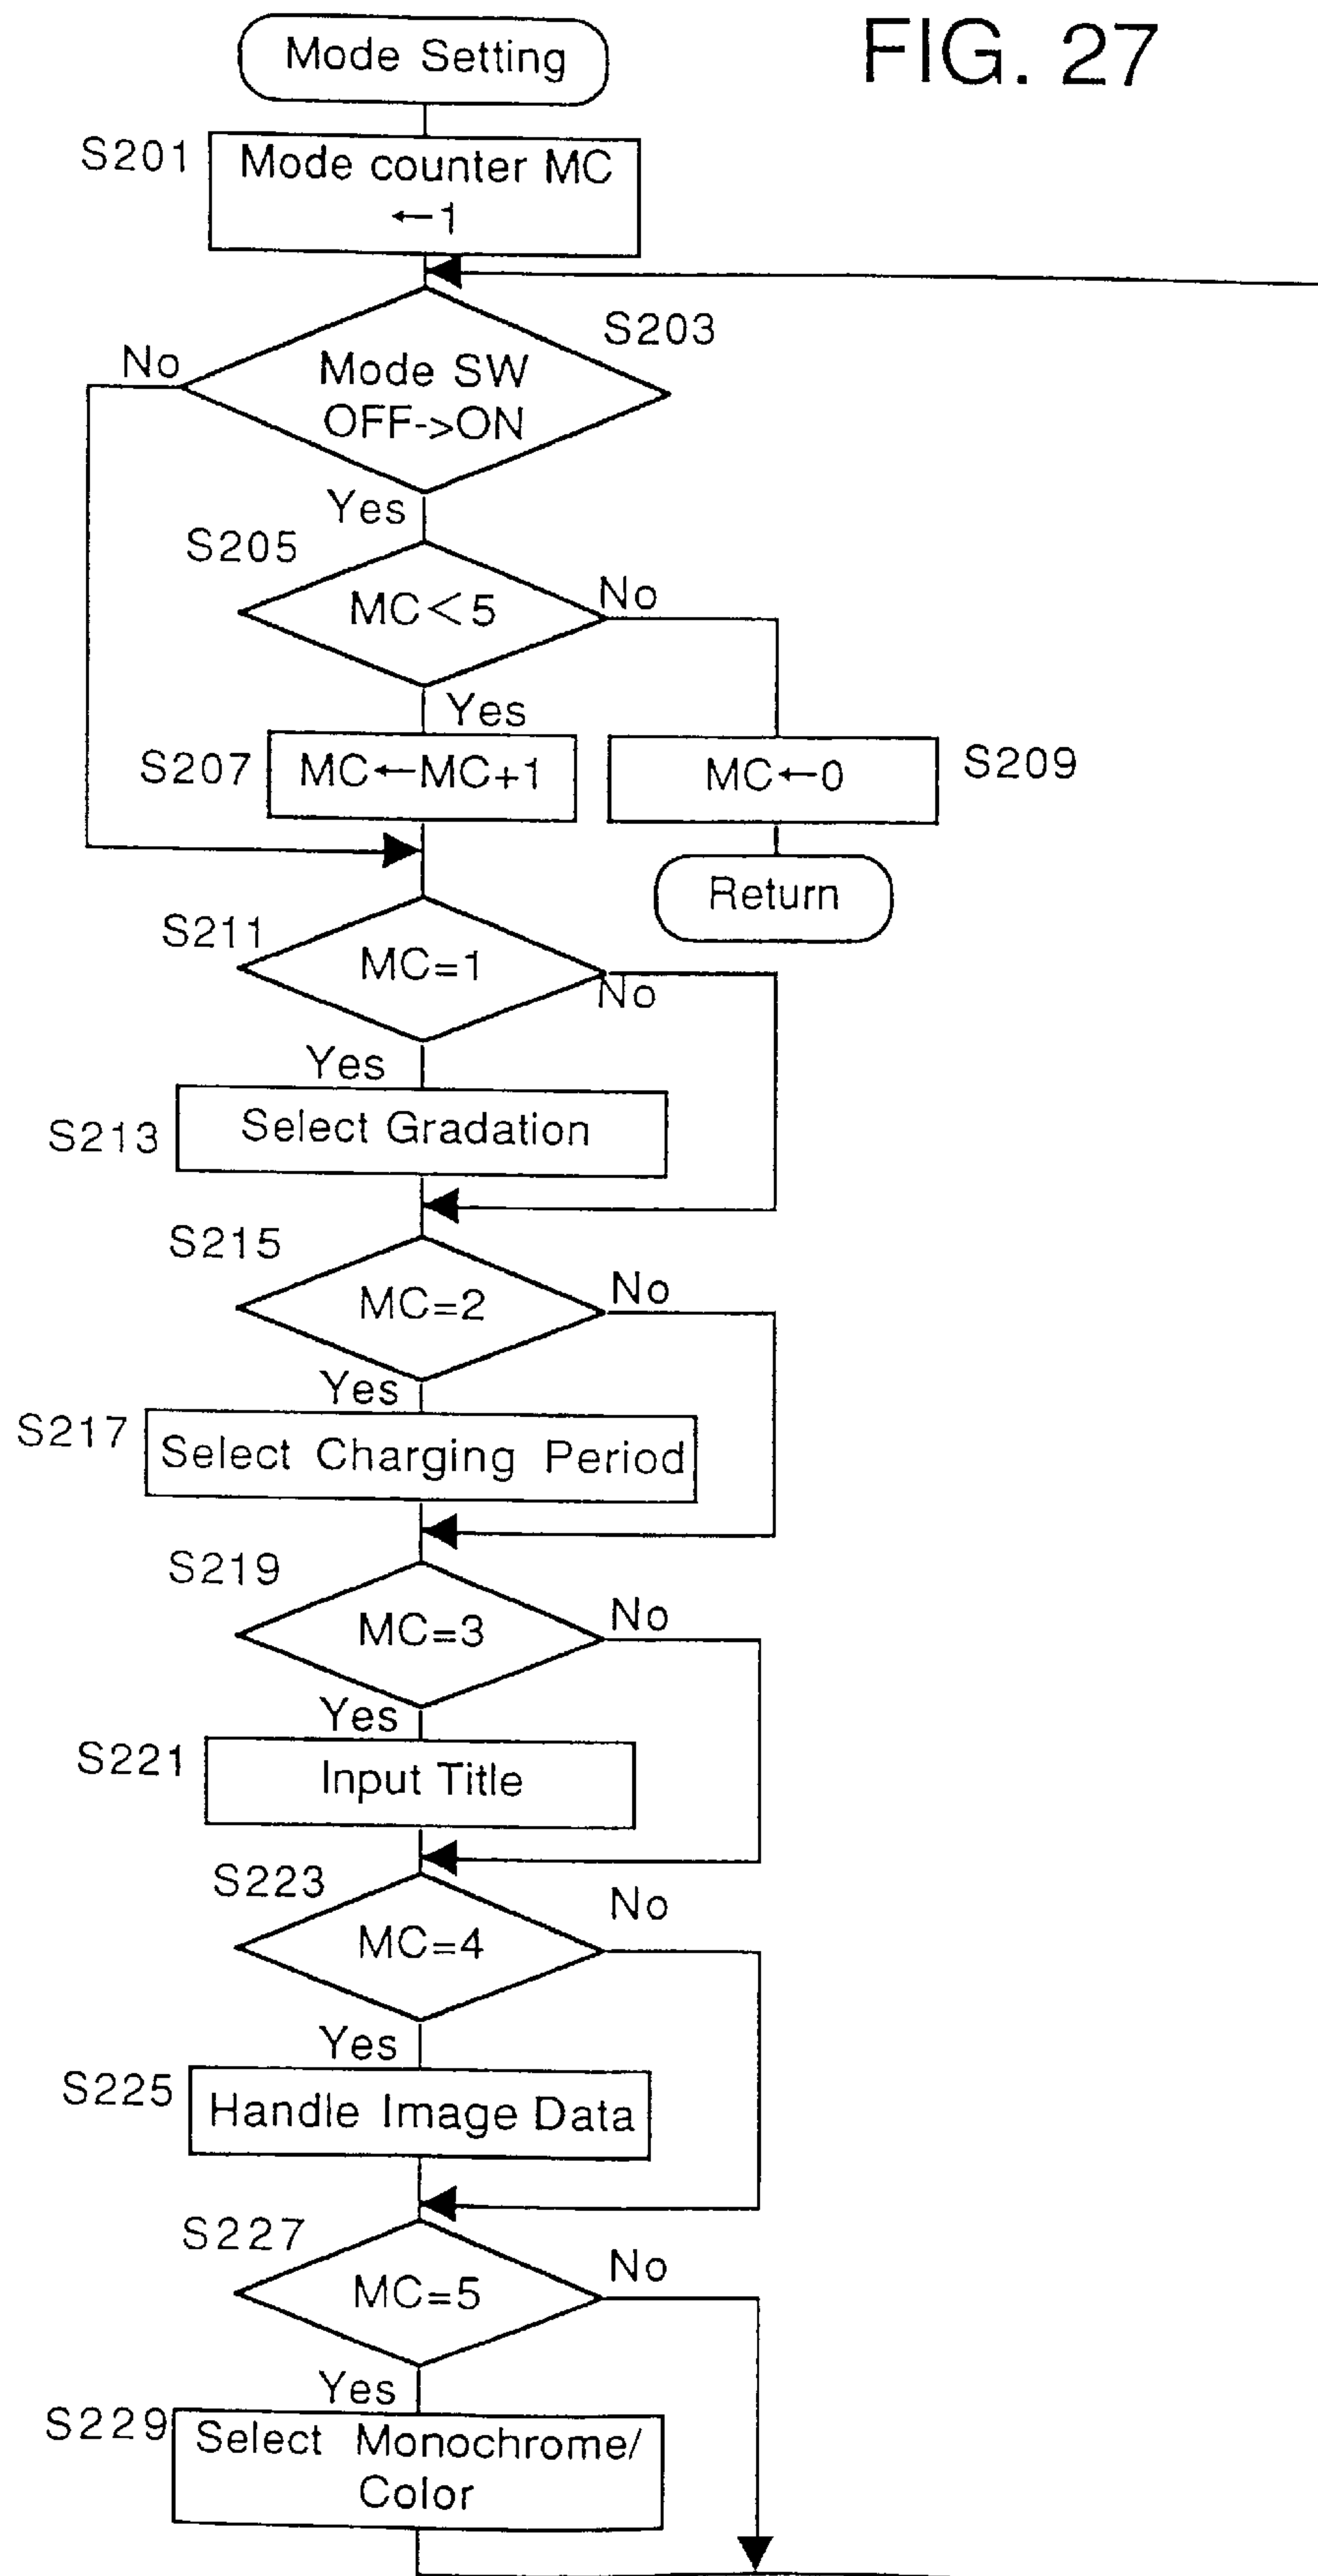 FIG. 27
Mode Setting
S201
Mode counter MC
←1
S203
No
Mode SW
OFF->ON
Yes
S205
MC<5
No
Yes
S207
MC←MC+1
MC←0
S209
Return
S211
MC=1
No
Yes
S213
Select Gradation
S215
MC=2
No
Yes
S217
Select Charging Period
S219
MC=3
No
Yes
S221
Input Title
S223
MC=4
No
Yes
S225
Handle Image Data
S227
MC=5
No
Yes
S229
Select Monochrome/
Color